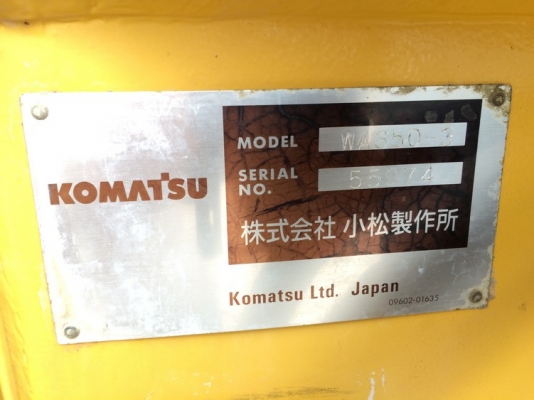 KOMATSU
MODEL WA350-3
SERIAL NO.
株式会社 小松製作所
Komatsu Ltd. Japan
09602-01635